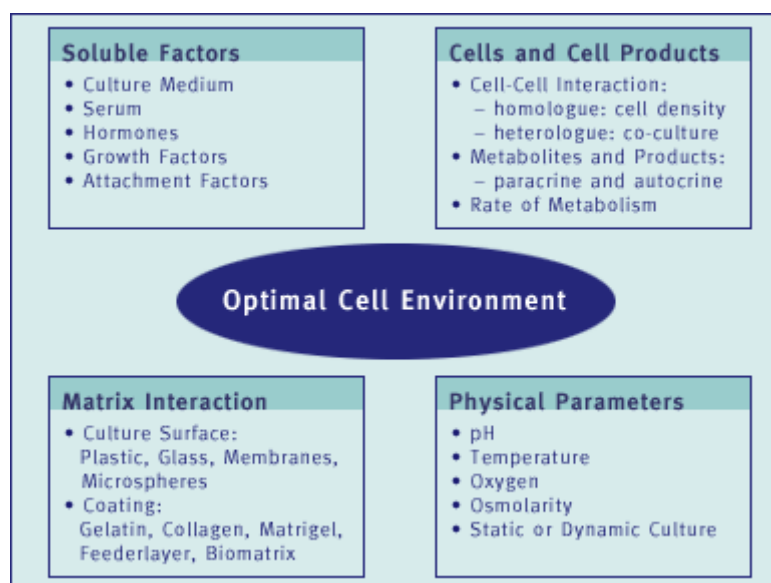 Soluble Factors
• Culture Medium
• Serum
• Hormones
• Growth Factors
• Attachment Factors
Cells and Cell Products
• Cell-Cell Interaction:
– homologue: cell density
– heterologue: co-culture
• Metabolites and Products:
– paracrine and autocrine
• Rate of Metabolism
Optimal Cell Environment
Matrix Interaction
• Culture Surface:
Plastic, Glass, Membranes,
Microspheres
• Coating:
Gelatin, Collagen, Matrigel,
Feederlayer, Biomatrix
Physical Parameters
• pH
• Temperature
• Oxygen
• Osmolarity
• Static or Dynamic Culture